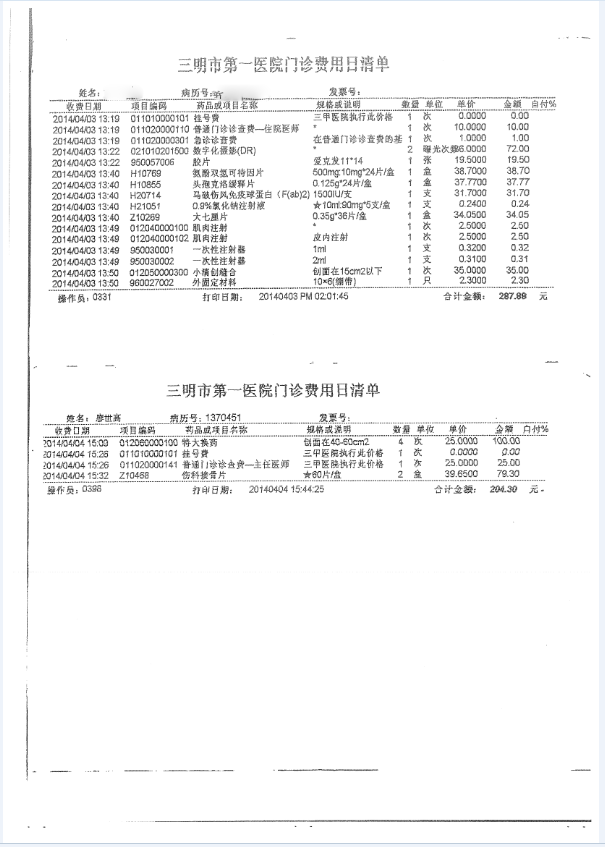 三明市第一医院门诊费用日清单
姓名： 病历号： 发票号：
收费日期 项目编码 药品或项目名称 规格或说明 数量 单位 单价 金额 自付%
2014/04/03 13:19 011010000101 挂号费 三甲医院执行此价格 1 次 0.0000 0.00
2014/04/03 13:19 011020000110 普通门诊诊查费—住院医师 * 1 次 10.0000 10.00
2014/04/03 13:19 011020000301 急诊诊查费 在普通门诊诊查费的基 1 次 1.0000 1.00
2014/04/03 13:22 021010201500 数字化摄影(DR) * 2 曝光次数 36.0000 72.00
2014/04/03 13:22 950057006 胶片 爱克发11*14 1 张 19.5000 19.50
2014/04/03 13:40 H10769 氨酚双氢可待因片 500mg:10mg*24片/盒 1 盒 38.7000 38.70
2014/04/03 13:40 H10855 头孢克洛缓释片 0.125g*24片/盒 1 盒 37.7700 37.77
2014/04/03 13:40 H20714 马破伤风免疫球蛋白（F(ab)2) 1500IU/支 1 支 31.7000 31.70
2014/04/03 13:40 H21051 0.9%氯化钠注射液 ★10ml:90mg*5支/盒 1 支 0.2400 0.24
2014/04/03 13:40 Z10269 大七厘片 0.35g*36片/盒 1 盒 34.0500 34.05
2014/04/03 13:49 012040000100 肌肉注射 * 1 次 2.5000 2.50
2014/04/03 13:49 012040000102 肌肉注射 皮内注射 1 次 2.5000 2.50
2014/04/03 13:49 950030001 一次性注射器 1ml 1 支 0.3200 0.32
2014/04/03 13:49 950030002 一次性注射器 2ml 1 支 0.3100 0.31
2014/04/03 13:50 012050000300 小清创缝合 创面在15cm2以下 1 次 35.0000 35.00
2014/04/03 13:50 960027002 外固定材料 10*6(绷带) 1 只 2.3000 2.30
操作员：0331 打印日期： 20140403 PM 02:01:45 合计金额： 287.89 元
三明市第一医院门诊费用日清单
姓名：廖世高 病历号：1370451 发票号：
收费日期 项目编码 药品或项目名称 规格或说明 数量 单位 单价 金额 自付%
2014/04/04 15:09 012060000100 特大换药 创面在40-60cm2 4 次 25.0000 100.00
2014/04/04 15:26 011010000101 挂号费 三甲医院执行此价格 1 次 0.0000 0.00
2014/04/04 15:26 011020000141 普通门诊诊查费—主任医师 三甲医院执行此价格 1 次 25.0000 25.00
2014/04/04 15:32 Z10468 伤科接骨片 ★60片/盒 2 盒 39.6500 79.30
操作员：0398 打印日期： 20140404 15:44:25 合计金额： 204.30 元